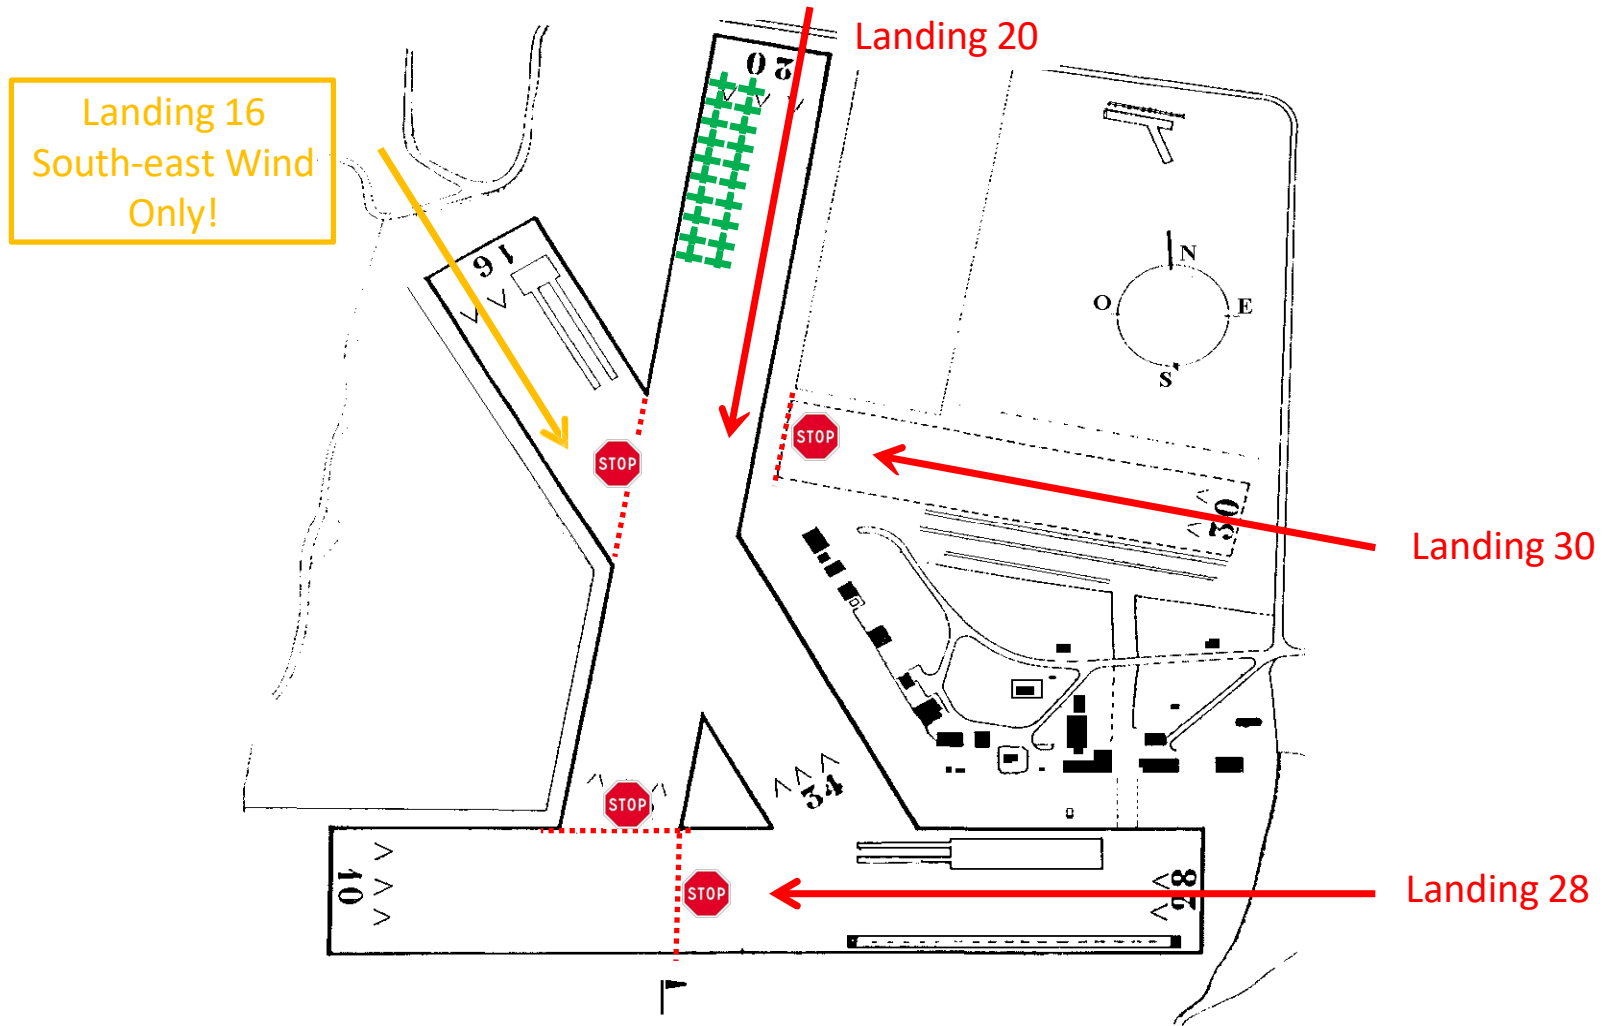 Landing 20
Landing 16
South-east Wind
Only!
20
16
N
O
E
S
STOP
STOP
30
Landing 30
34
STOP
10
STOP
28
Landing 28